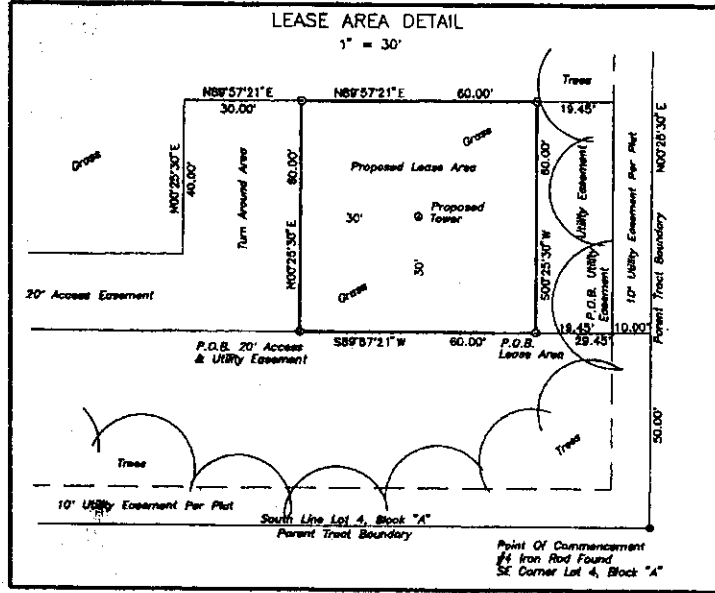 LEASE AREA DETAIL
1" = 30'
Trees
N89'57'21"E
30.00'
N89'57'21"E 60.00'
19.45'
Grass
N00'25'30"E
40.00'
Turn Around Area
N00'25'30"E
60.00'
Grass
Proposed Lease Area
30'
Proposed
Tower
30'
Grass
60.00'
S00'25'30"W
Utility Easement
P.O.B. Utility
Easement
10' Utility Easement Per Plat
N00'25'30"E
Parent Tract Boundary
20' Access Easement
P.O.B. 20' Access
& Utility Easement
S89'57'21"W 60.00'
P.O.B.
Lease Area
19.45'
29.45'
10.00'
50.00'
Trees
Trees
10' Utility Easement Per Plat
South Line Lot 4, Block "A"
Parent Tract Boundary
Point Of Commencement
#4 Iron Rod Found
SE Corner Lot 4, Block "A"